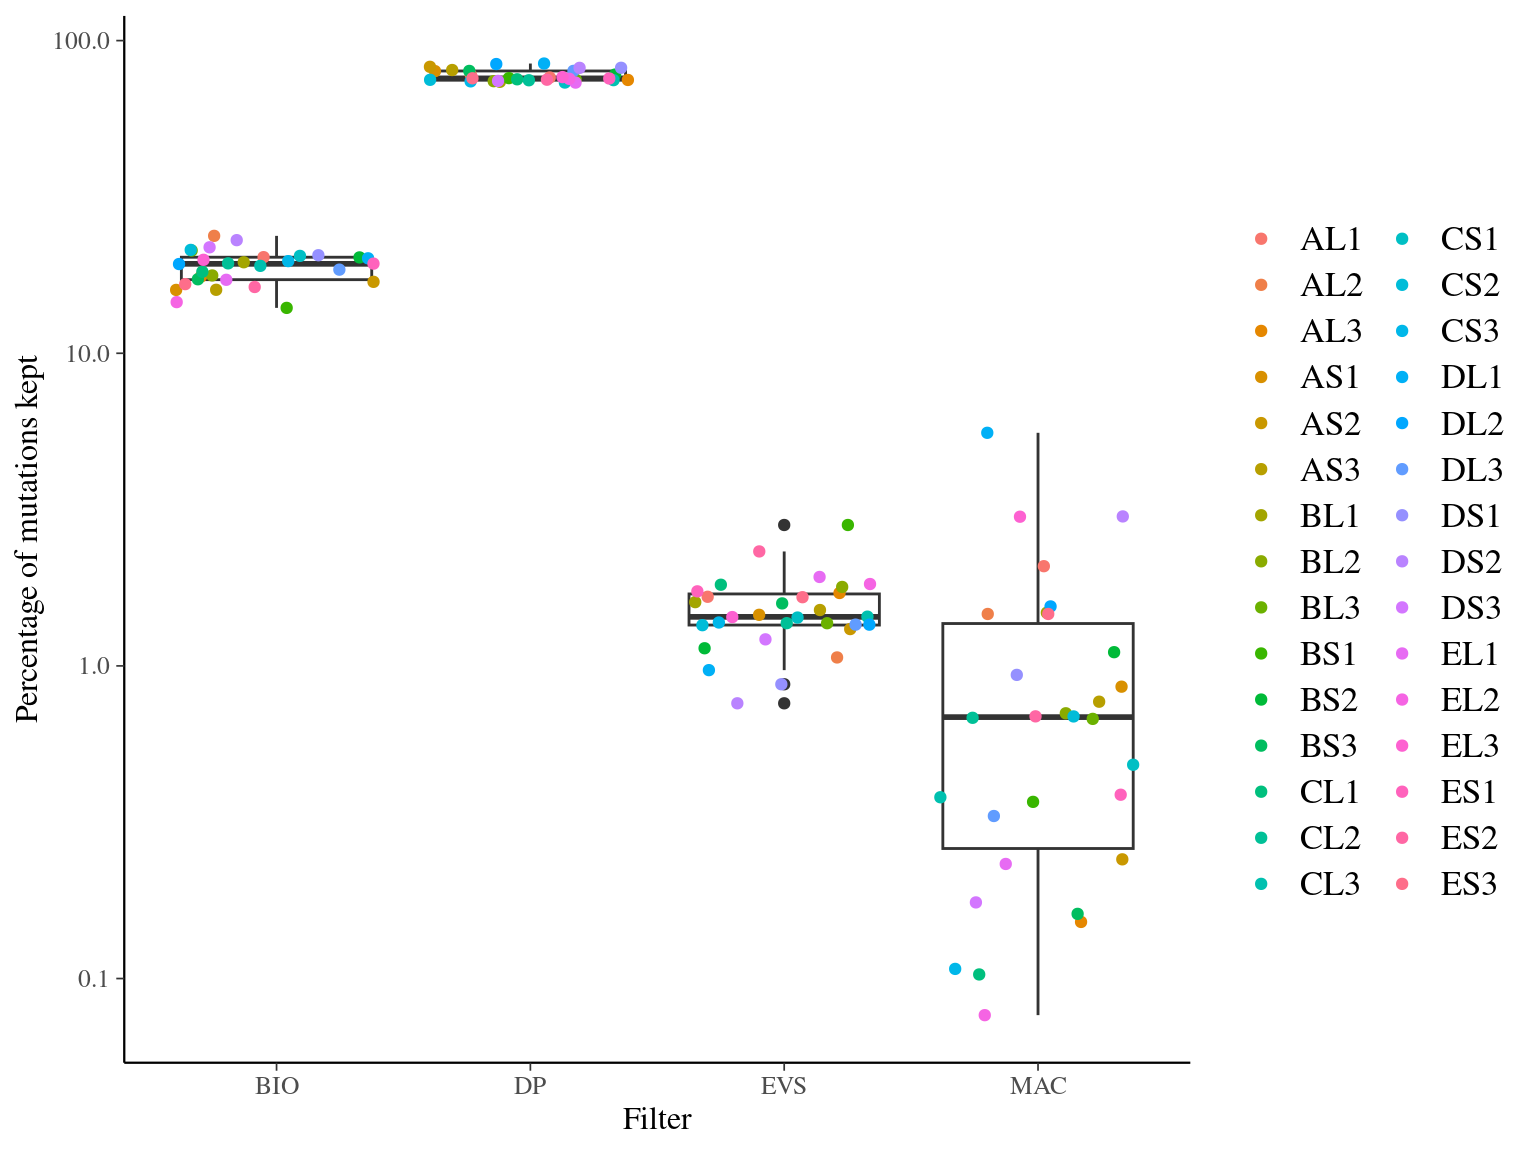 Percentage of mutations kept
100.0
10.0
1.0
0.1
BIO DP EVS MAC
Filter
AL1 CS1
AL2 CS2
AL3 CS3
AS1 DL1
AS2 DL2
AS3 DL3
BL1 DS1
BL2 DS2
BL3 DS3
BS1 EL1
BS2 EL2
BS3 EL3
CL1 ES1
CL2 ES2
CL3 ES3